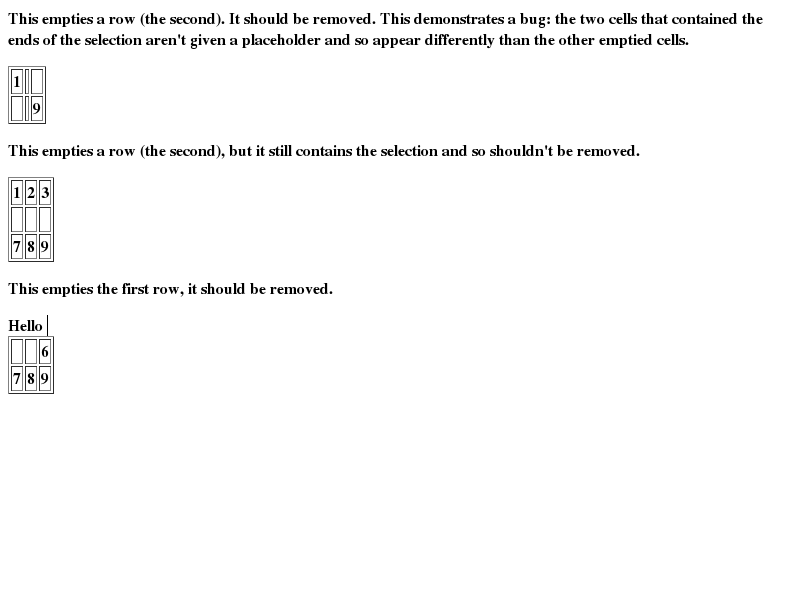 This empties a row (the second). It should be removed. This demonstrates a bug: the two cells that contained the
ends of the selection aren't given a placeholder and so appear differently than the other emptied cells.
1
9
This empties a row (the second), but it still contains the selection and so shouldn't be removed.
1 2 3
7 8 9
This empties the first row, it should be removed.
Hello
6
7 8 9